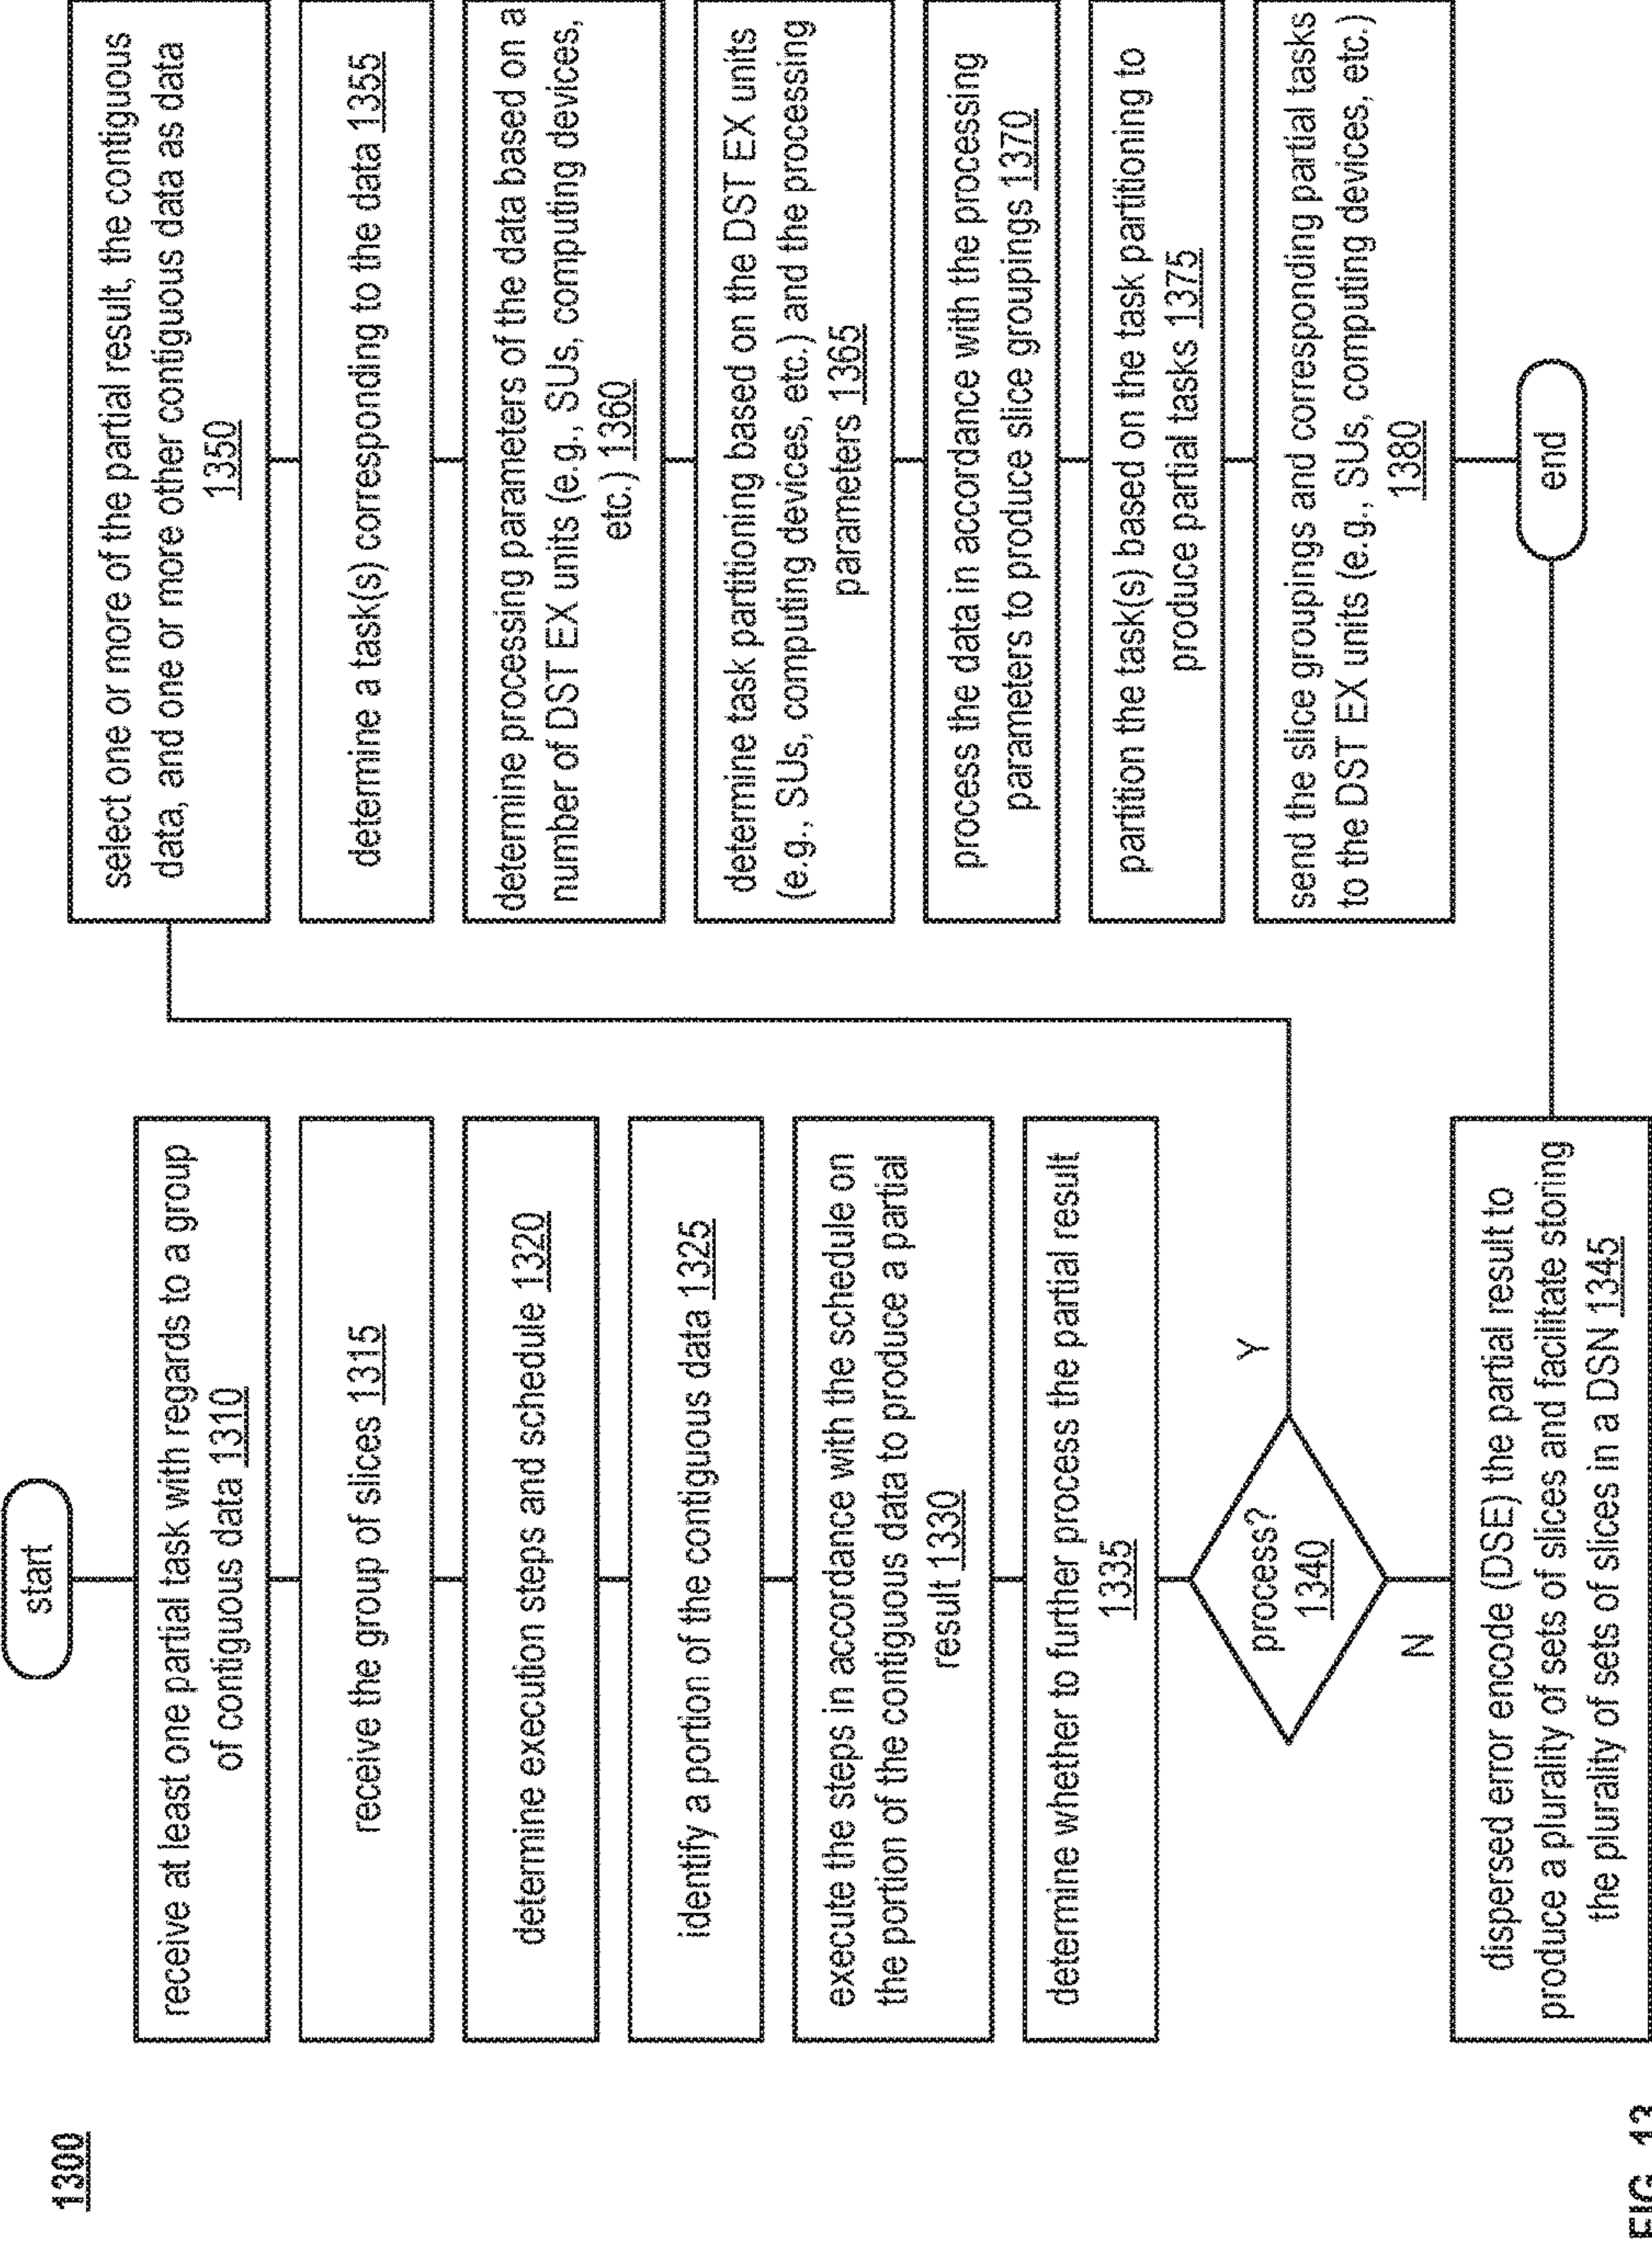 1300
start
receive at least one partial task with regards to a group
of contiguous data 1310
receive the group of slices 1315
determine execution steps and schedule 1320
identify a portion of the contiguous data 1325
execute the steps in accordance with the schedule on
the portion of the contiguous data to produce a partial
result 1330
determine whether to further process the partial result
1335
process?
1340
Y
N
dispersed error encode (DSE) the partial result to
produce a plurality of sets of slices and facilitate storing
the plurality of sets of slices in a DSN 1345
select one or more of the partial result, the contiguous
data, and one or more other contiguous data as data
1350
determine a task(s) corresponding to the data 1355
determine processing parameters of the data based on a
number of DST EX units (e.g., SUs, computing devices,
etc.) 1360
determine task partitioning based on the DST EX units
(e.g., SUs, computing devices, etc.) and the processing
parameters 1365
process the data in accordance with the processing
parameters to produce slice groupings 1370
partition the task(s) based on the task partitioning to
produce partial tasks 1375
send the slice groupings and corresponding partial tasks
to the DST EX units (e.g., SUs, computing devices, etc.)
1380
end
FIG. 13